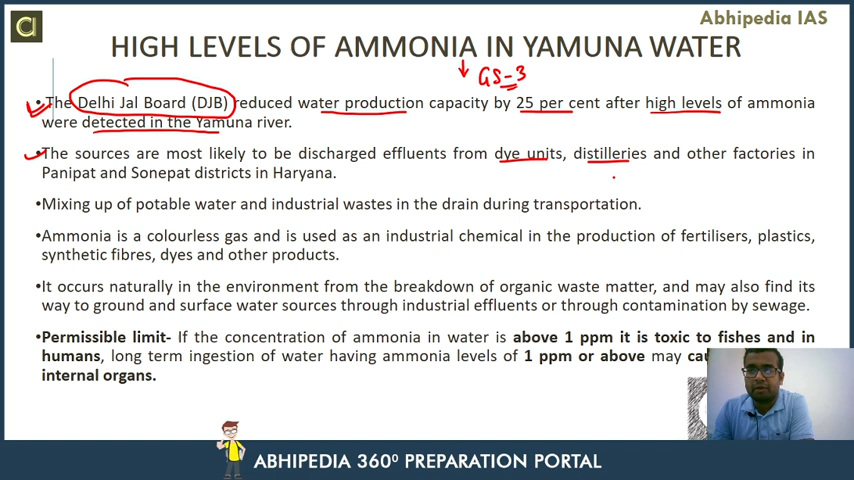 Abhipedia IAS
HIGH LEVELS OF AMMONIA IN YAMUNA WATER
GS-3
•The Delhi Jal Board (DJB) reduced water production capacity by 25 per cent after high levels of ammonia
were detected in the Yamuna river.
•The sources are most likely to be discharged effluents from dye units, distilleries and other factories in
Panipat and Sonepat districts in Haryana.
•Mixing up of potable water and industrial wastes in the drain during transportation.
•Ammonia is a colourless gas and is used as an industrial chemical in the production of fertilisers, plastics,
synthetic fibres, dyes and other products.
•It occurs naturally in the environment from the breakdown of organic waste matter, and may also find its
way to ground and surface water sources through industrial effluents or through contamination by sewage.
•Permissible limit- If the concentration of ammonia in water is above 1 ppm it is toxic to fishes and in
humans, long term ingestion of water having ammonia levels of 1 ppm or above may
internal organs.
ABHIPEDIA 360⁰ PREPARATION PORTAL